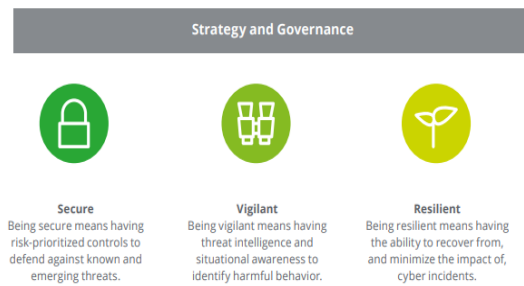 Strategy and Governance
Secure
Being secure means having
risk-prioritized controls to
defend against known and
emerging threats.
Vigilant
Being vigilant means having
threat intelligence and
situational awareness to
identify harmful behavior.
Resilient
Being resilient means having
the ability to recover from,
and minimize the impact of,
cyber incidents.